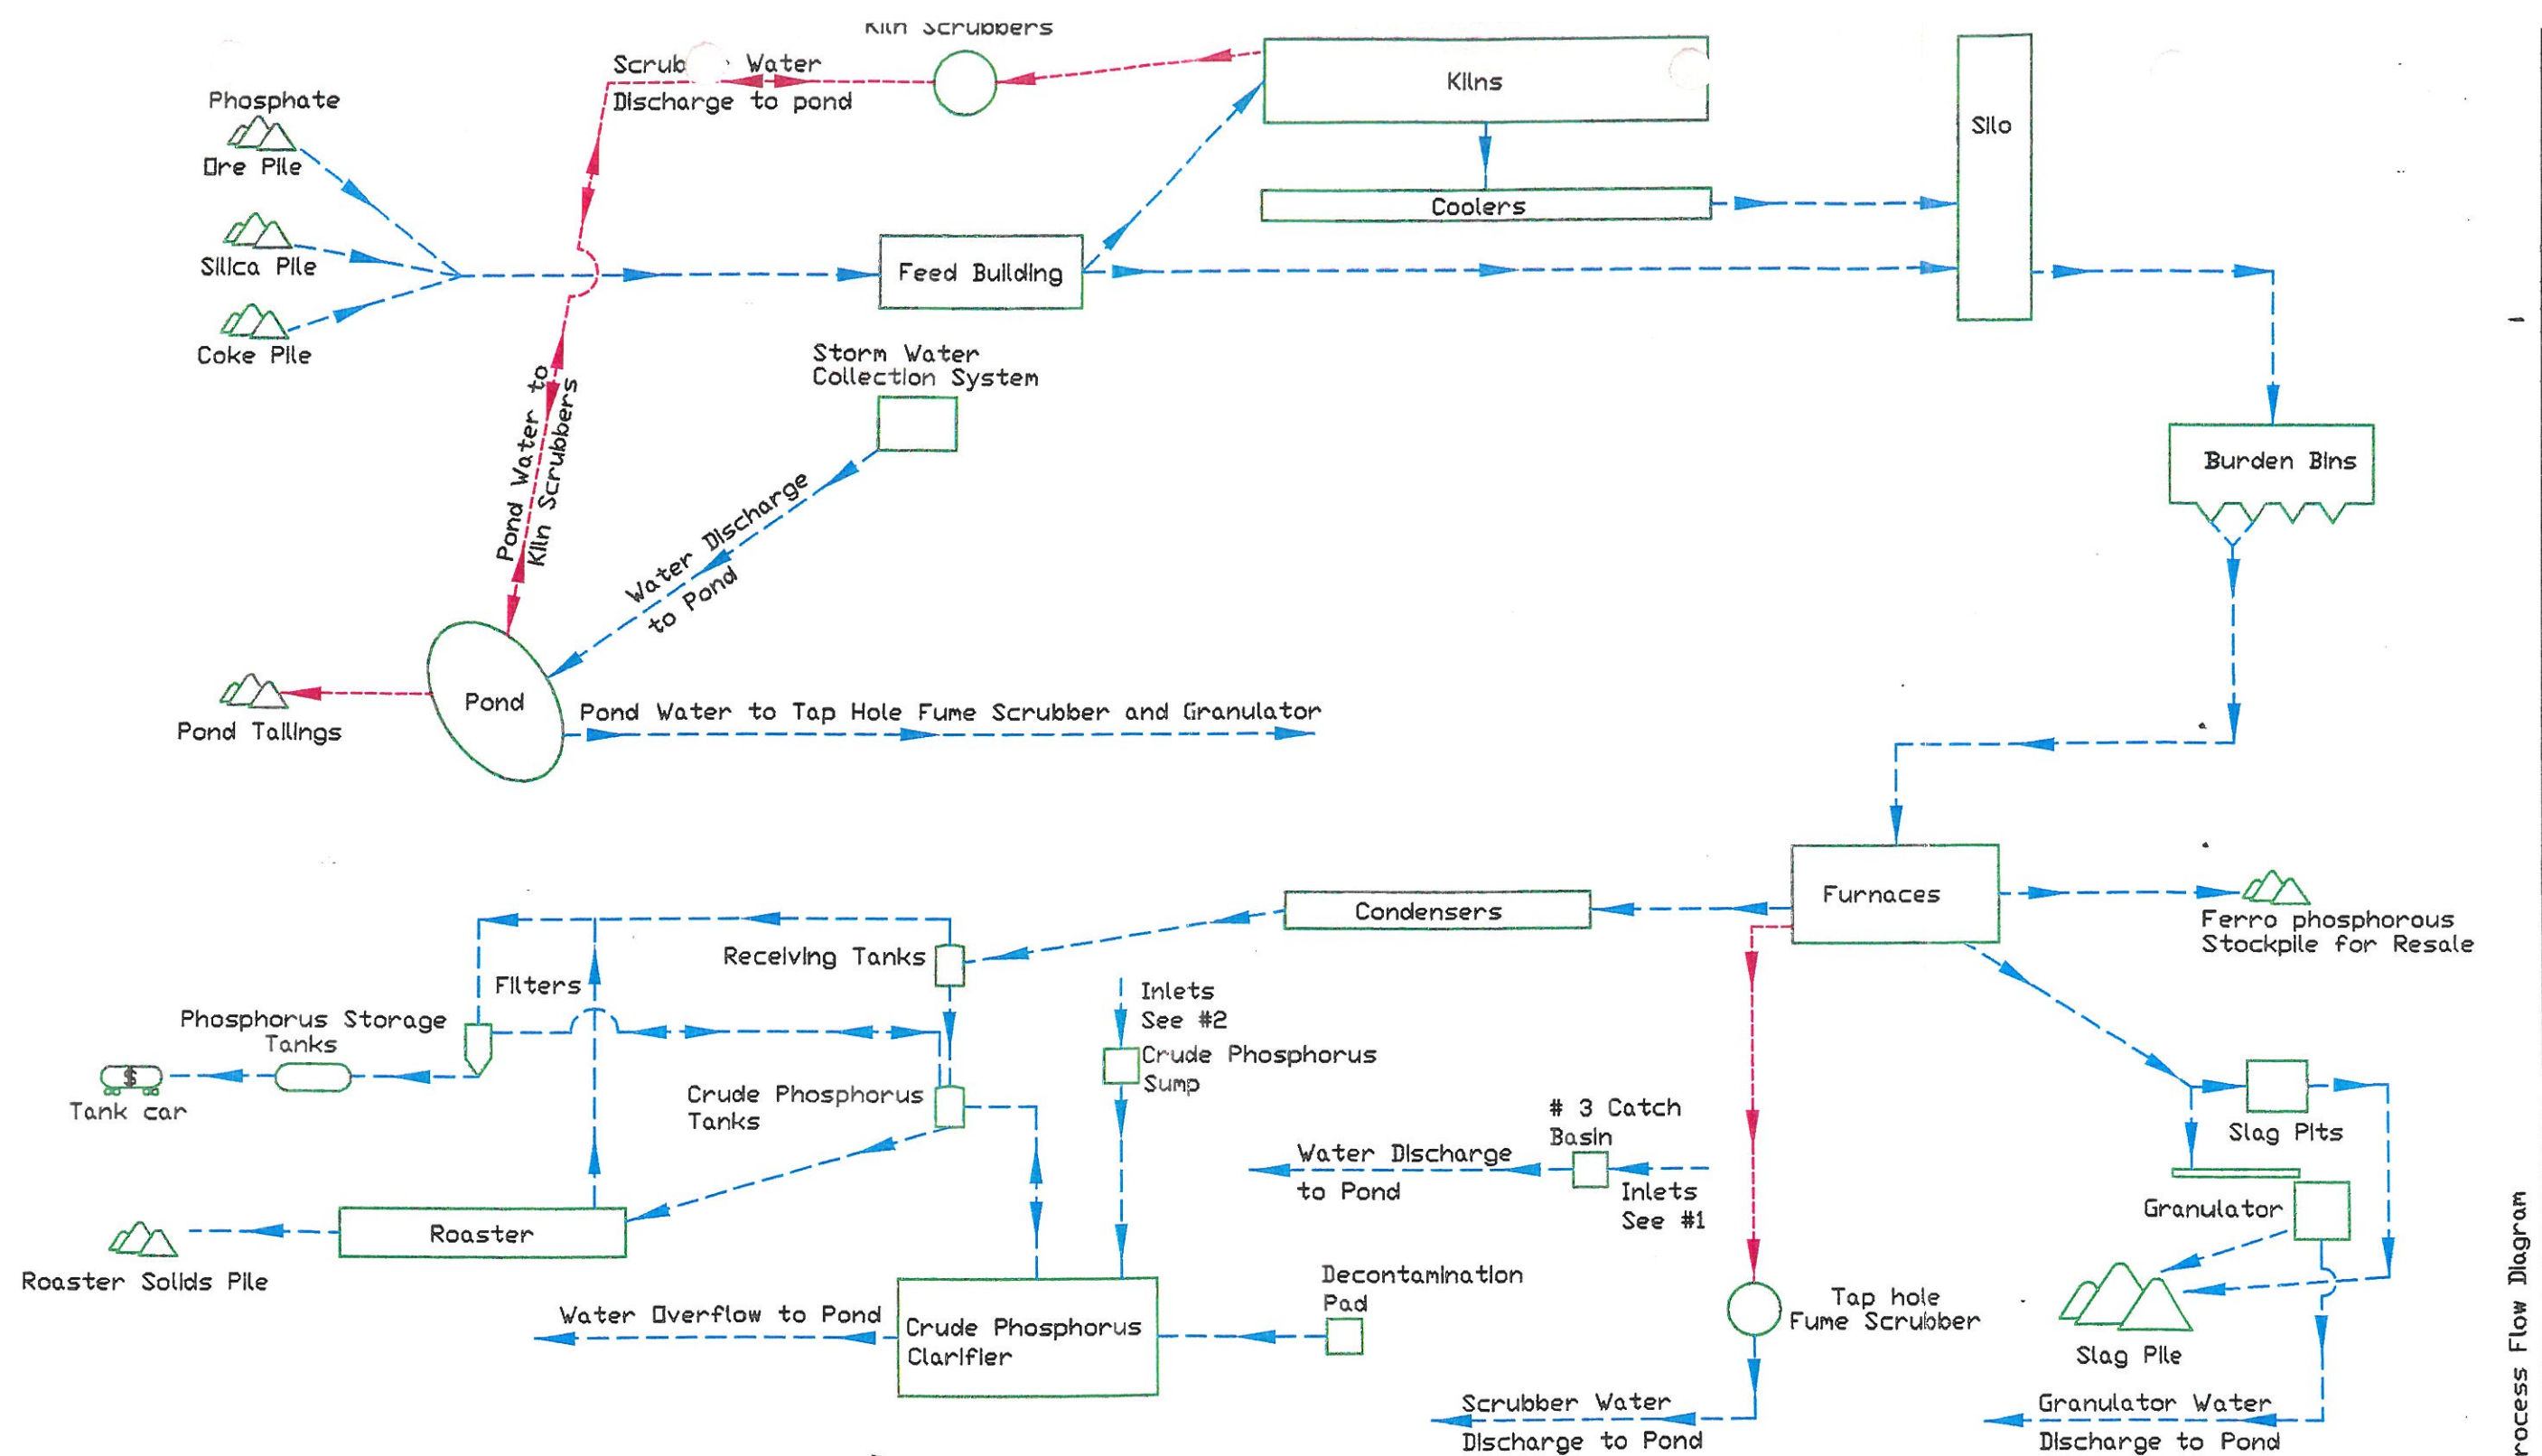 Kiln Scrubbers
Water
Discharge to pond
Phosphate
Ore Pile
Silica Pile
Coke Pile
Kilns
Coolers
Silo
Feed Building
Storm Water
Collection System
Pond Water to
Kiln Scrubbers
Water Discharge
to Pond
Burden Bins
Pond
Pond Tailings
Pond Water to Tap Hole Fume Scrubber and Granulator
Furnaces
Ferro phosphorous
Stockpile for Resale
Condensers
Receiving Tanks
Filters
Phosphorus Storage
Tanks
$
Tank car
Inlets
See #2
Crude Phosphorus
Sump
Crude Phosphorus
Tanks
# 3 Catch
Basin
Water Discharge
to Pond
Inlets
See #1
Slag Pits
Granulator
Slag Pile
Roaster
Roaster Solids Pile
Decontamination
Pad
Water Overflow to Pond
Crude Phosphorus
Clarifier
Tap hole
Fume Scrubber
Scrubber Water
Discharge to Pond
Granulator Water
Discharge to Pond
Flow Diagram